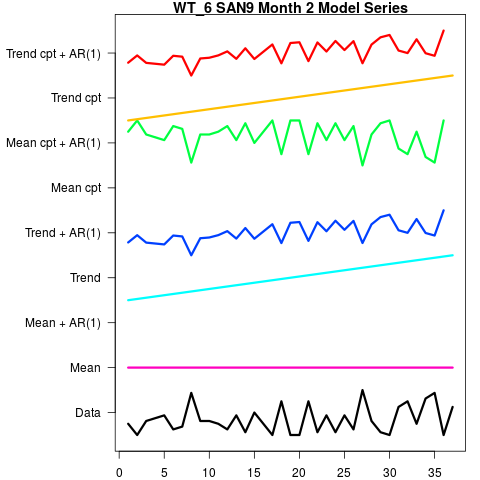 WT_6 SAN9 Month 2 Model Series
Trend cpt + AR(1)
Trend cpt
Mean cpt + AR(1)
Mean cpt
Trend + AR(1)
Trend
Mean + AR(1)
Mean
Data
0 5 10 15 20 25 30 35